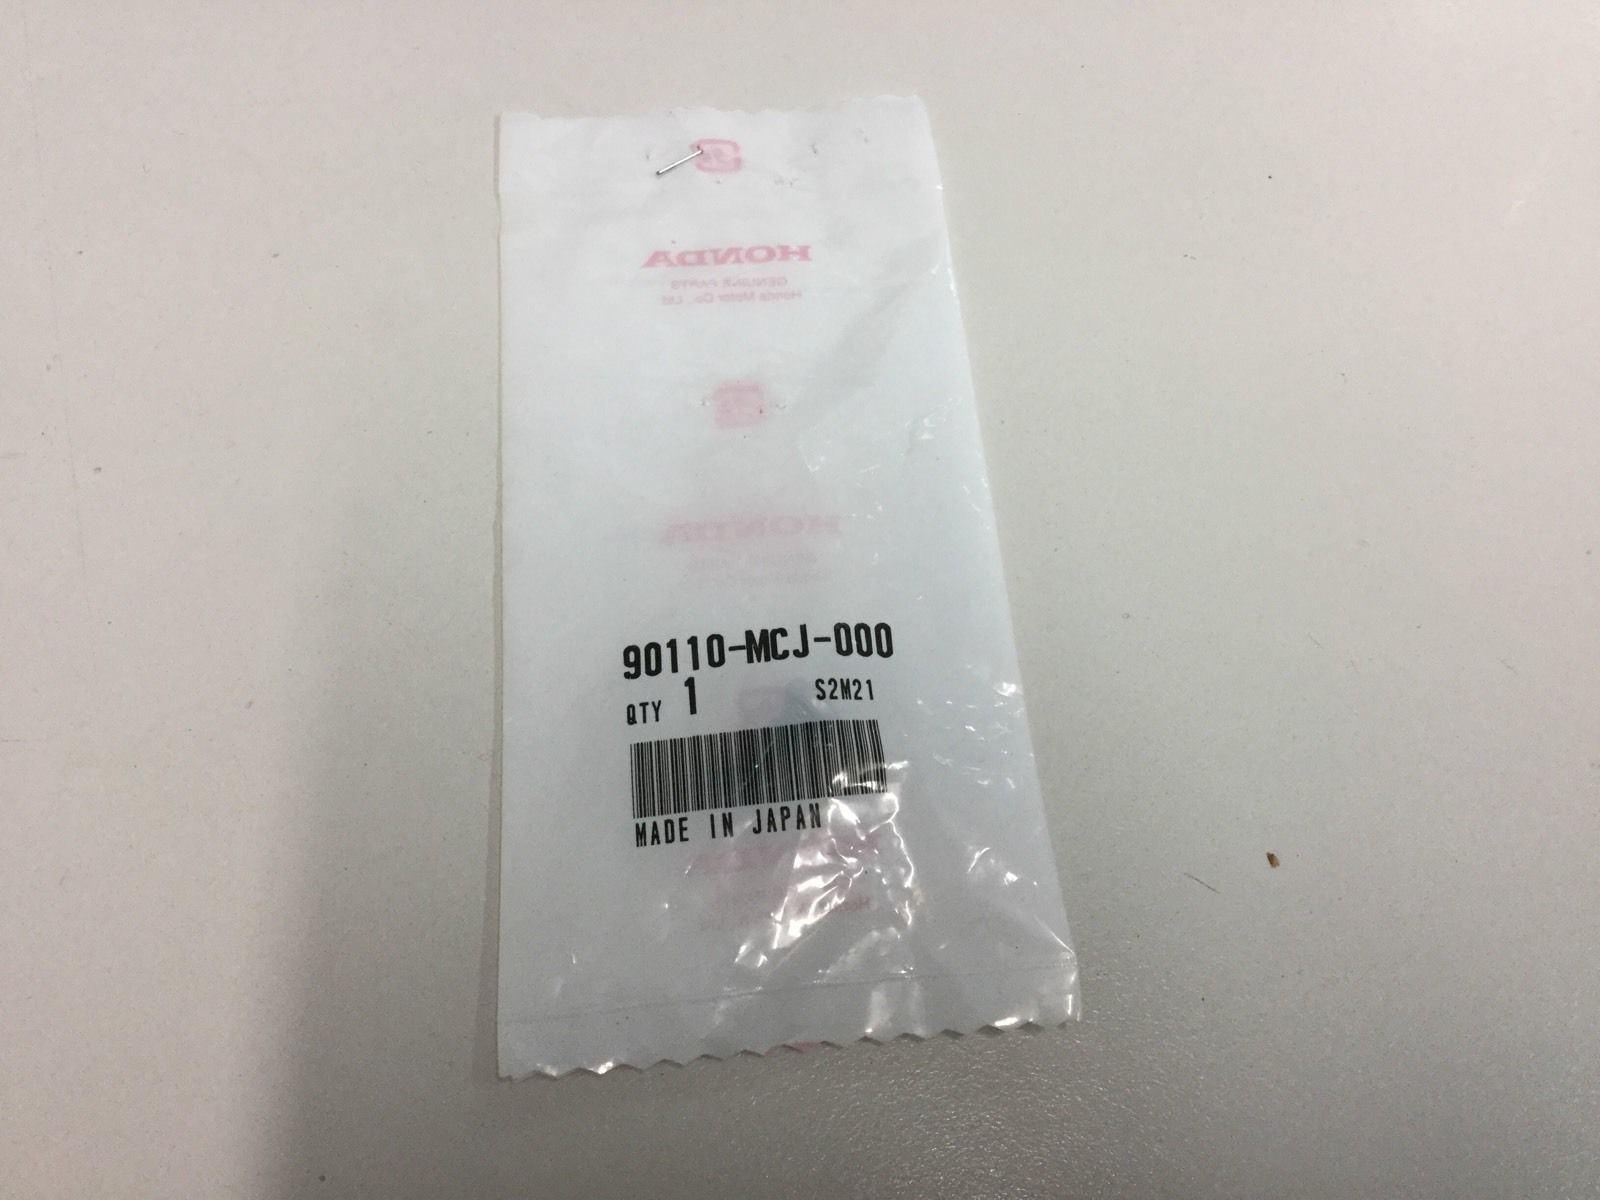 HONDA
GENUINE PARTS
Honda Motor Co., Ltd.
HONDA
90110-MCJ-000
QTY 1 S2M21
MADE IN JAPAN